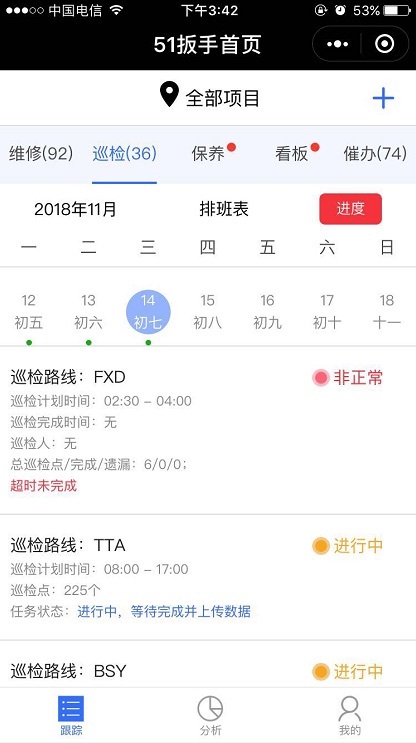 中国电信 下午3:42 53%
51扳手首页
全部项目
维修(92) 巡检(36) 保养 看板 催办(74)
2018年11月 排班表 进度
一 二 三 四 五 六 日
12 13 14 15 16 17 18
初五 初六 初七 初八 初九 初十 十一
巡检路线：FXD 非正常
巡检计划时间：02:30 - 04:00
巡检完成时间：无
巡检人：无
总巡检点/完成/遗漏：6/0/0；
超时未完成
巡检路线：TTA 进行中
巡检计划时间：08:00 - 17:00
巡检点：225个
任务状态：进行中，等待完成并上传数据
巡检路线：BSY 进行中
跟踪 分析 我的